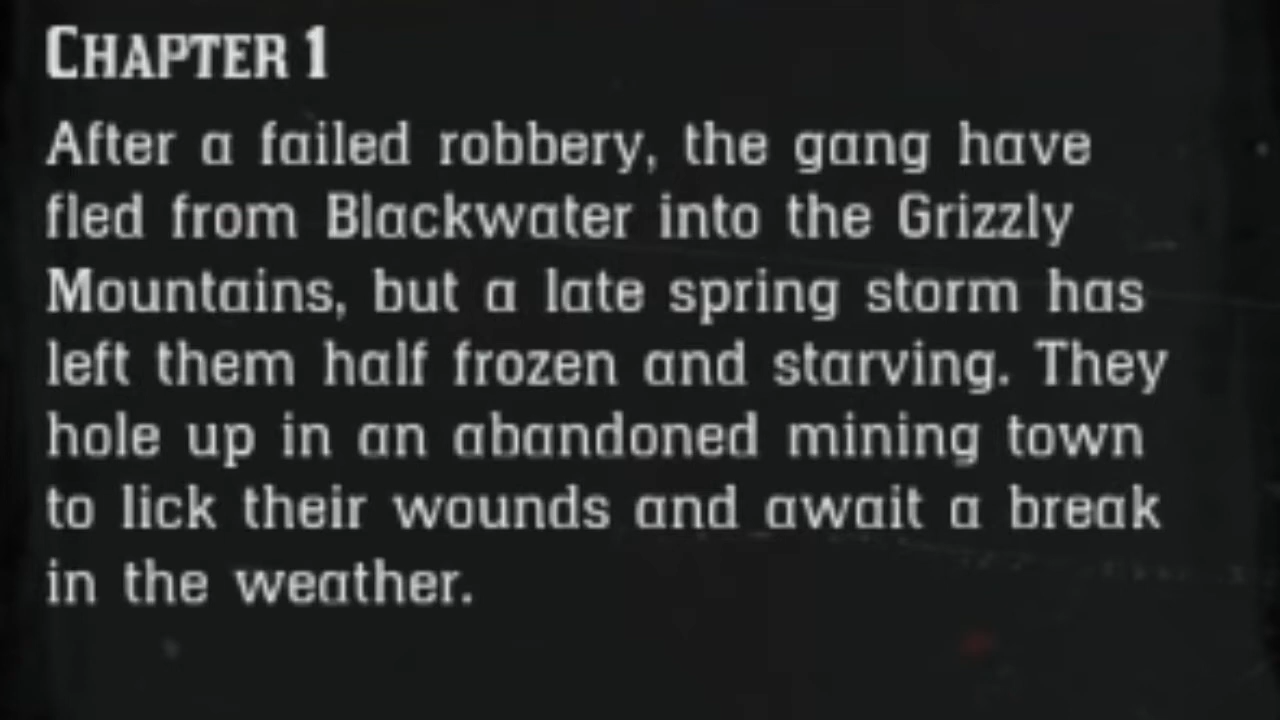 CHAPTER 1
After a failed robbery, the gang have
fled from Blackwater into the Grizzly
Mountains, but a late spring storm has
left them half frozen and starving. They
hole up in an abandoned mining town
to lick their wounds and await a break
in the weather.